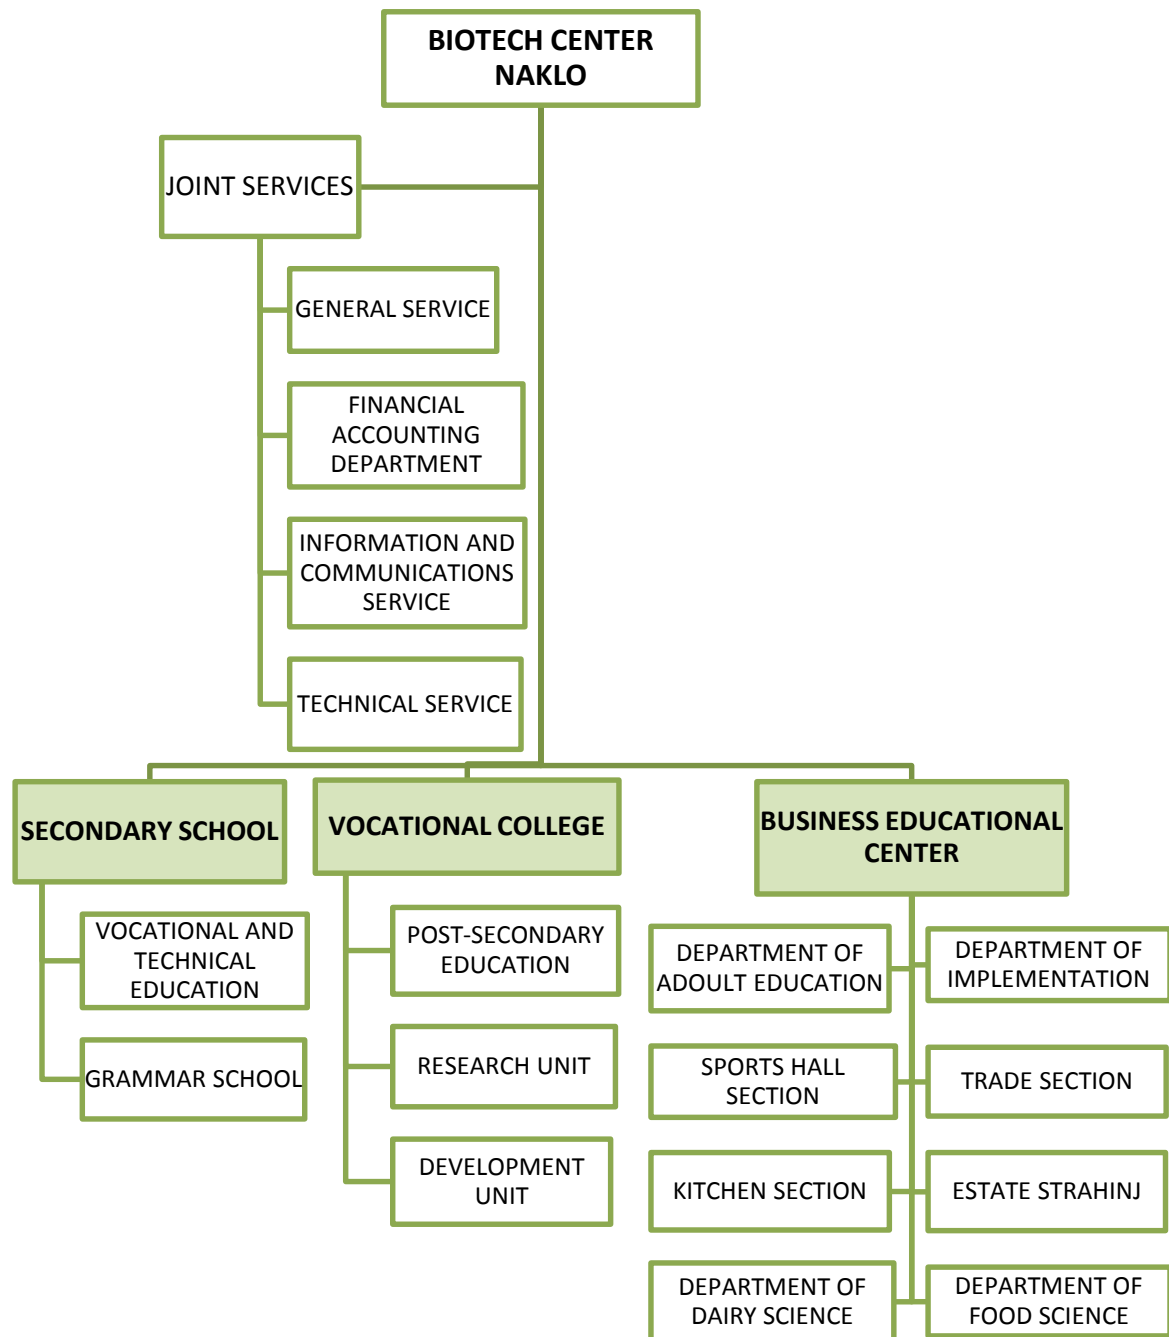 BIOTECH CENTER
NAKLO
JOINT SERVICES
GENERAL SERVICE
FINANCIAL
ACCOUNTING
DEPARTMENT
INFORMATION AND
COMMUNICATIONS
SERVICE
TECHNICAL SERVICE
SECONDARY SCHOOL
VOCATIONAL AND
TECHNICAL
EDUCATION
GRAMMAR SCHOOL
VOCATIONAL COLLEGE
POST-SECONDARY
EDUCATION
RESEARCH UNIT
DEVELOPMENT
UNIT
BUSINESS EDUCATIONAL
CENTER
DEPARTMENT OF
ADOULT EDUCATION
DEPARTMENT OF
IMPLEMENTATION
SPORTS HALL
SECTION
TRADE SECTION
KITCHEN SECTION
ESTATE STRAHINJ
DEPARTMENT OF
DAIRY SCIENCE
DEPARTMENT OF
FOOD SCIENCE